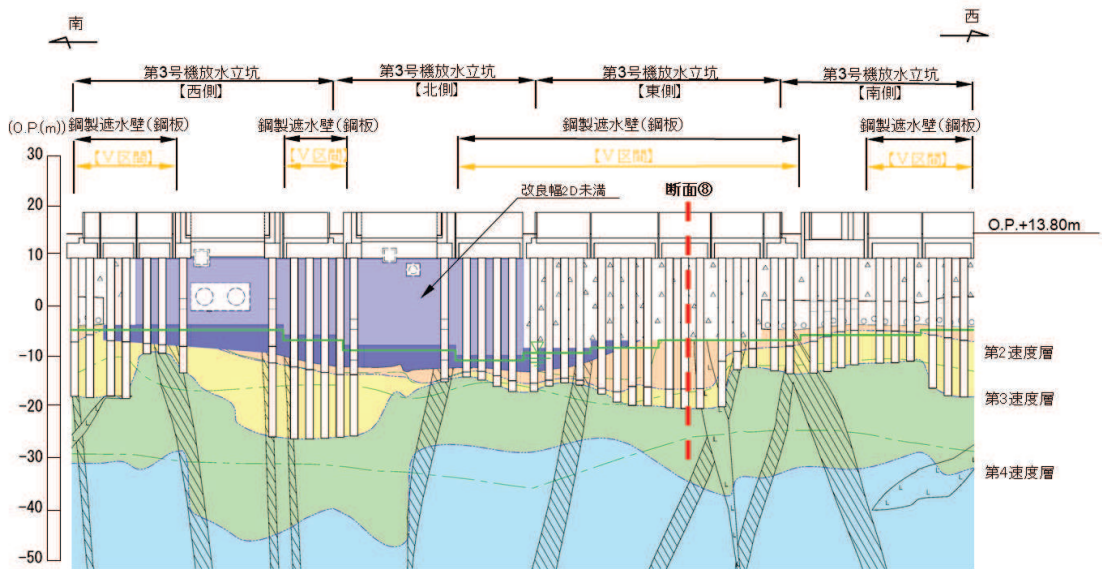 南
西
第3号機放水立坑
【西側】
第3号機放水立坑
【北側】
第3号機放水立坑
【東側】
第3号機放水立坑
【南側】
(O.P.(m))
鋼製遮水壁(鋼板)
鋼製遮水壁(鋼板)
鋼製遮水壁(鋼板)
鋼製遮水壁(鋼板)
【Ⅴ区間】
【Ⅴ区間】
【Ⅴ区間】
【Ⅴ区間】
30
20
10
0
-10
-20
-30
-40
-50
改良幅2D未満
断面⑧
O.P.+13.80m
第2速度層
第3速度層
第4速度層